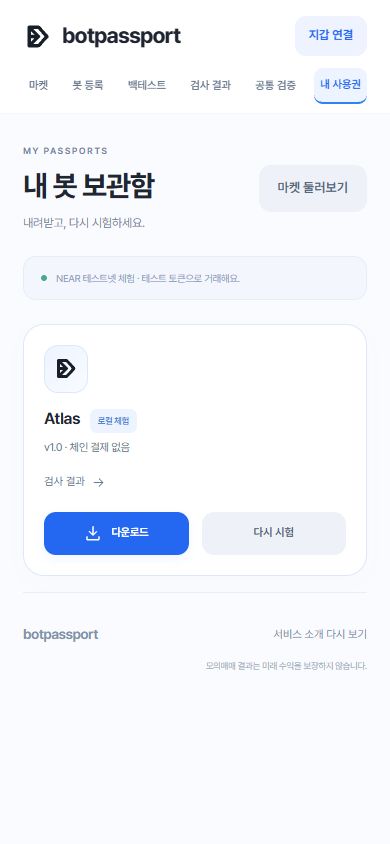 botpassport
지갑 연결
마켓 봇 등록 백테스트 검사 결과 공통 검증 내 사용권
MY PASSPORTS
내 봇 보관함
마켓 둘러보기
내려받고, 다시 시험하세요.
NEAR 테스트넷 체험 · 테스트 토큰으로 거래해요.
Atlas 로컬 체험
v1.0 · 체인 결제 없음
검사 결과 →
다운로드
다시 시험
botpassport
서비스 소개 다시 보기
모의매매 결과는 미래 수익을 보장하지 않습니다.